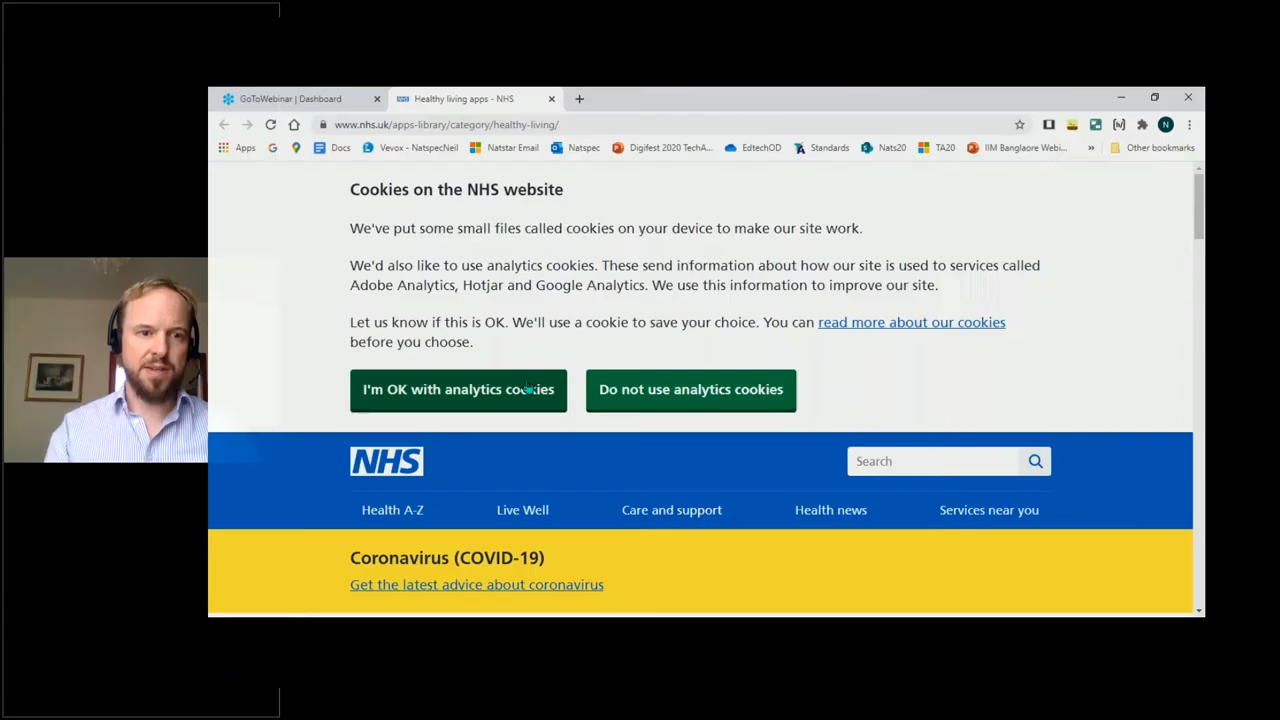 GoToWebinar | Dashboard
Healthy living apps - NHS
www.nhs.uk/apps-library/category/healthy-living/
Apps
Docs
Vevox - NatspecNeil
Natstar Email
Natspec
Digifest 2020 TechA...
EdtechOD
Standards
Nats20
TA20
IIM Banglaore Webi...
»
Other bookmarks
Cookies on the NHS website
We've put some small files called cookies on your device to make our site work.
We'd also like to use analytics cookies. These send information about how our site is used to services called
Adobe Analytics, Hotjar and Google Analytics. We use this information to improve our site.
Let us know if this is OK. We'll use a cookie to save your choice. You can read more about our cookies
before you choose.
I'm OK with analytics cookies
Do not use analytics cookies
NHS
Search
Health A-Z
Live Well
Care and support
Health news
Services near you
Coronavirus (COVID-19)
Get the latest advice about coronavirus